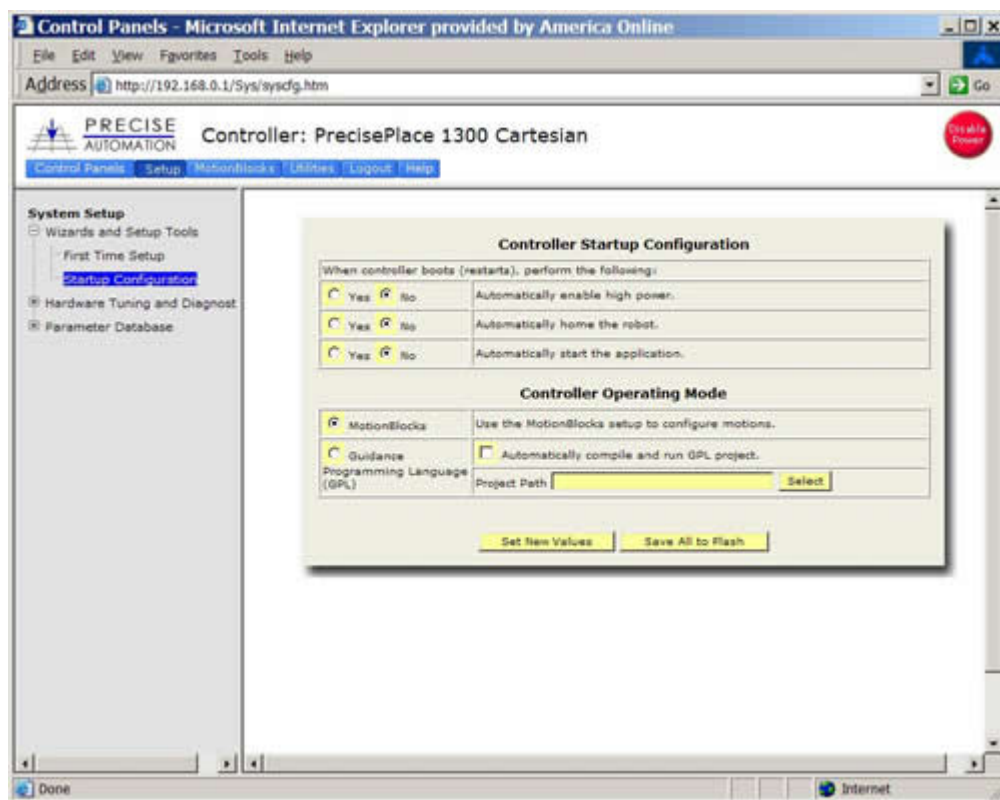 Control Panels - Microsoft Internet Explorer provided by America Online
File Edit View Favorites Tools Help
Address http://192.168.0.1/Sys/syscfg.htm Go
PRECISE
AUTOMATION
Controller: PrecisePlace 1300 Cartesian
Disable
Power
Control Panels Setup MotionBlocks Utilities Logout Help
System Setup
Wizards and Setup Tools
First Time Setup
Startup Configuration
Hardware Tuning and Diagnost
Parameter Database
Controller Startup Configuration
When controller boots (restarts), perform the following:
Yes No Automatically enable high power.
Yes No Automatically home the robot.
Yes No Automatically start the application.
Controller Operating Mode
MotionBlocks Use the MotionBlocks setup to configure motions.
Guidance
Programming Language
(GPL)
Automatically compile and run GPL project.
Project Path Select
Set New Values Save All to Flash
Done Internet